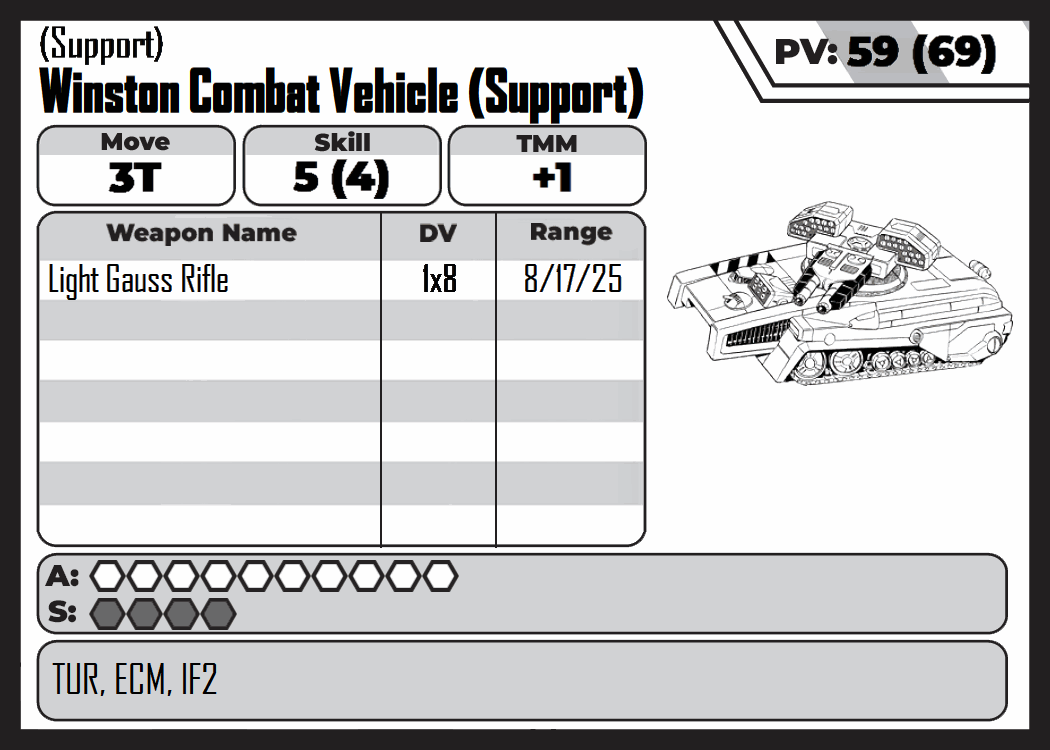 (Support)
PV: 59 (69)
Winston Combat Vehicle (Support)
Move Skill TMM
3T 5 (4) +1
Weapon Name DV Range
Light Gauss Rifle 1x8 8/17/25
A:
S:
TUR, ECM, IF2